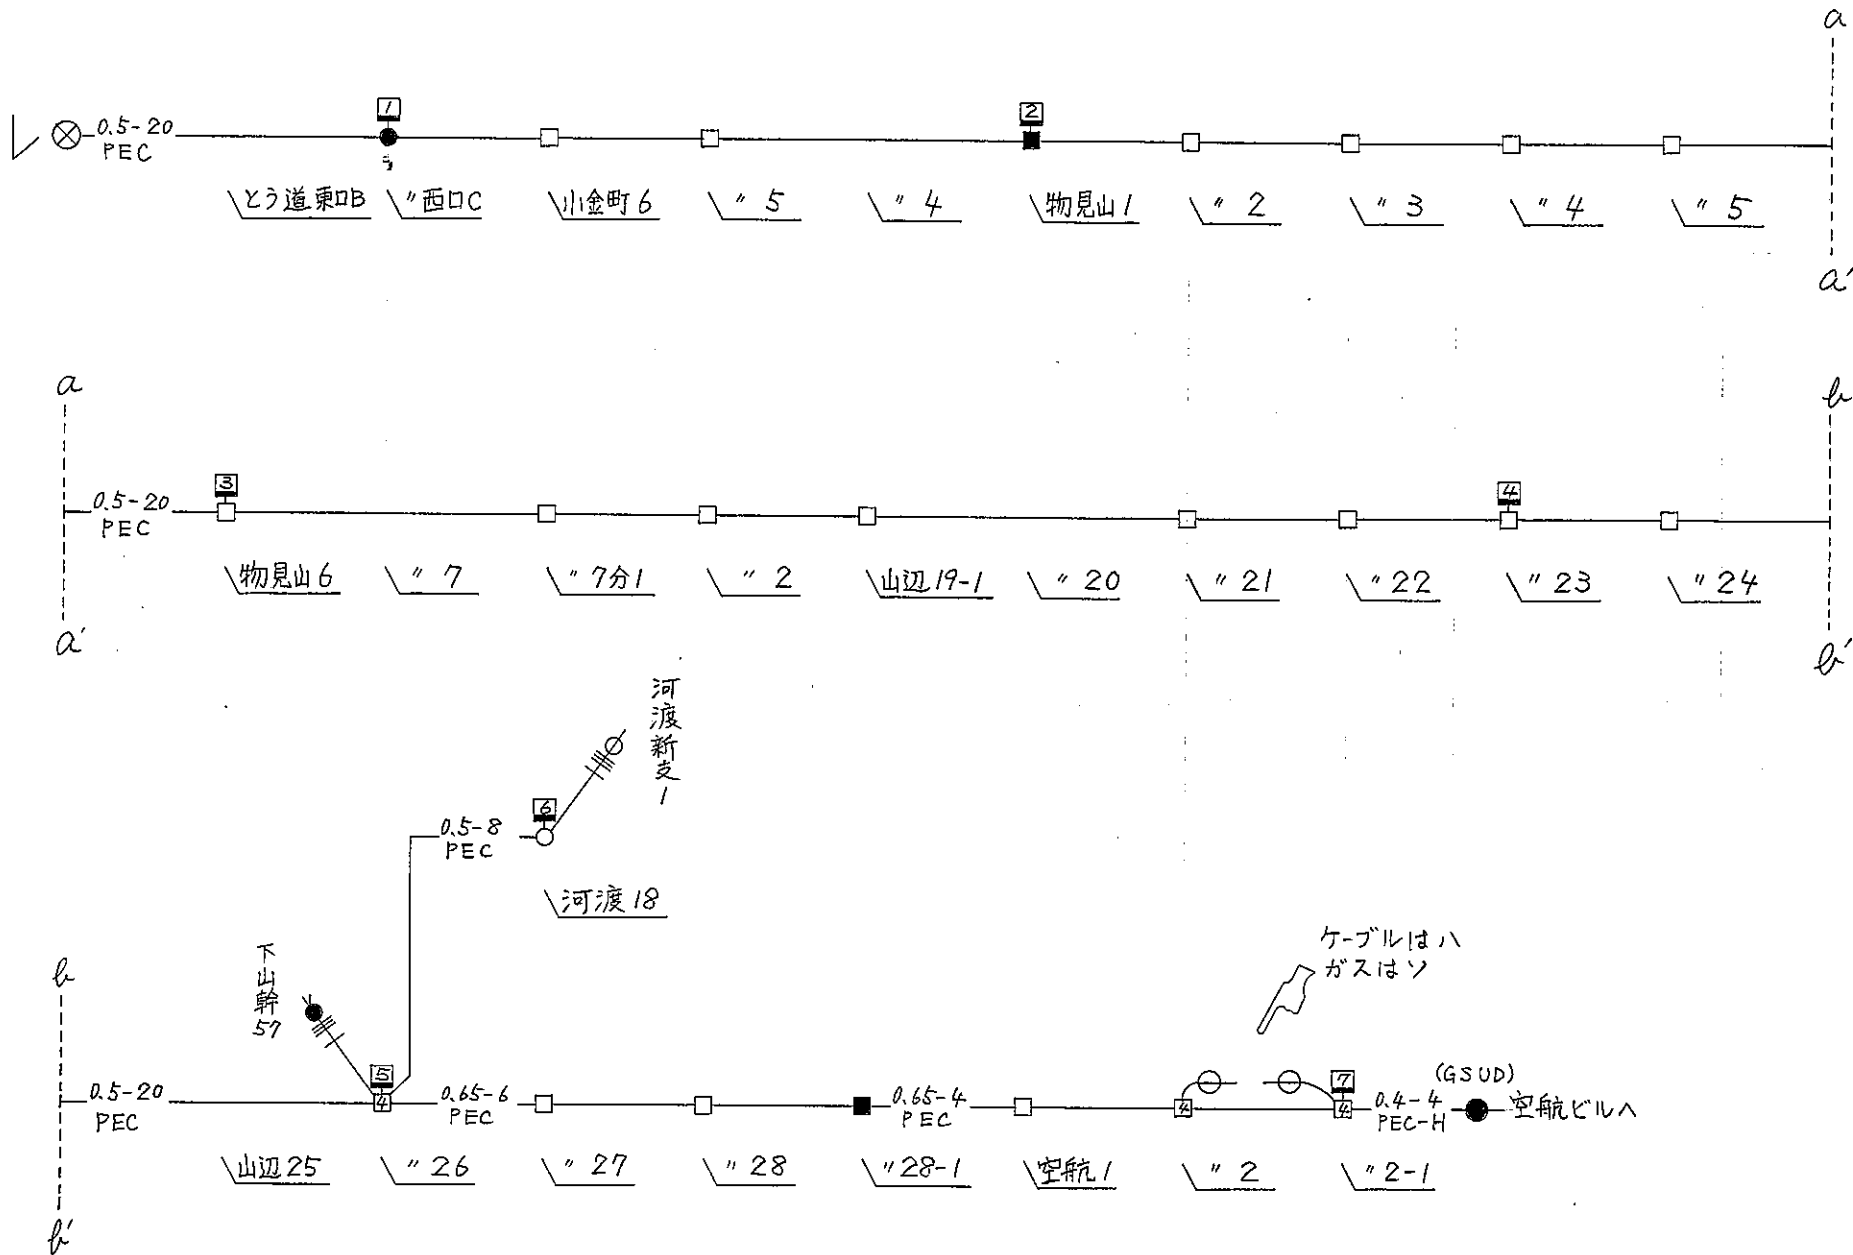 a
1
2
0.5-20
PEC
とう道東口B
〃西口C
小金町6
〃 5
〃 4
物見山1
〃 2
〃 3
〃 4
〃 5
a'
a
b
3
4
0.5-20
PEC
物見山6
〃 7
〃 7分1
〃 2
山辺19-1
〃 20
〃 21
〃 22
〃 23
〃 24
a'
b'
河渡新支1
6
0.5-8
PEC
河渡18
ケーブルはハ
ガスはソ
下山幹57
b
5
7
(GSUD)
0.5-20
PEC
4
0.65-6
PEC
0.65-4
PEC
4
4
0.4-4
PEC-H
空航ビルへ
山辺25
〃 26
〃 27
〃 28
〃28-1
空航1
〃 2
〃2-1
b'